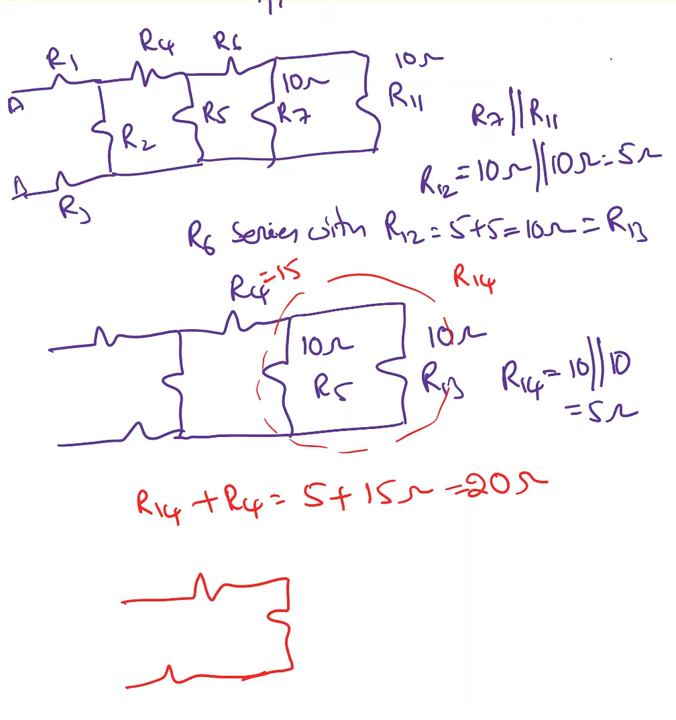 R1 R4 R6 10Ω
A R2 R5 10Ω R7 R11
R7||R11
A R3
R12=10Ω||10Ω=5Ω
R6 series with R12=5+5=10Ω=R13
R4=15 R14
10Ω 10Ω
R5 R13 R14=10||10
=5Ω
R14+R4=5+15Ω=20Ω